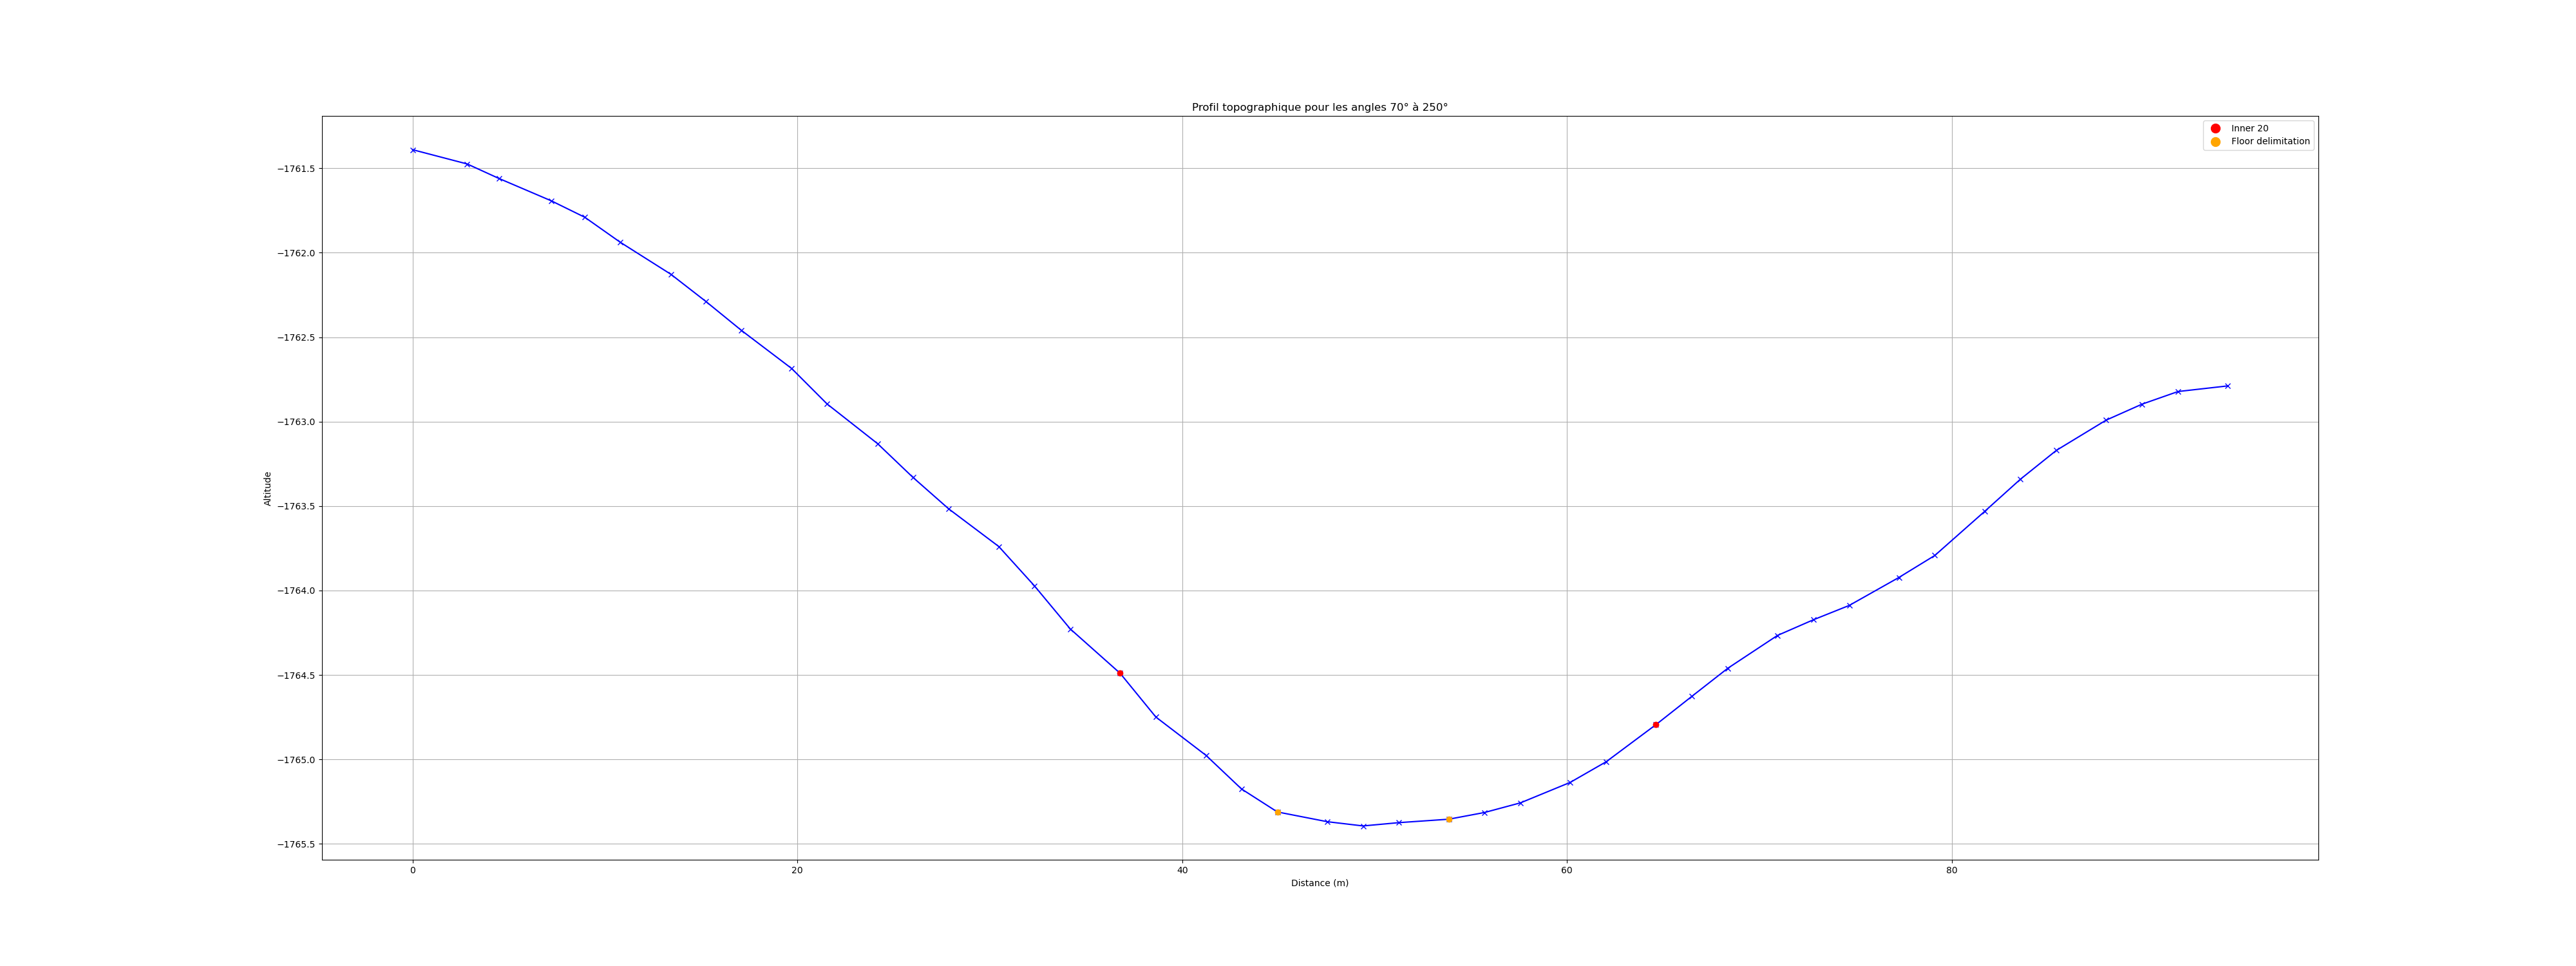 Profil topographique pour les angles 70° à 250°
Inner 20
Floor delimitation
−1761.5
−1762.0
−1762.5
−1763.0
−1763.5
−1764.0
−1764.5
−1765.0
−1765.5
Altitude
0 20 40 60 80
Distance (m)